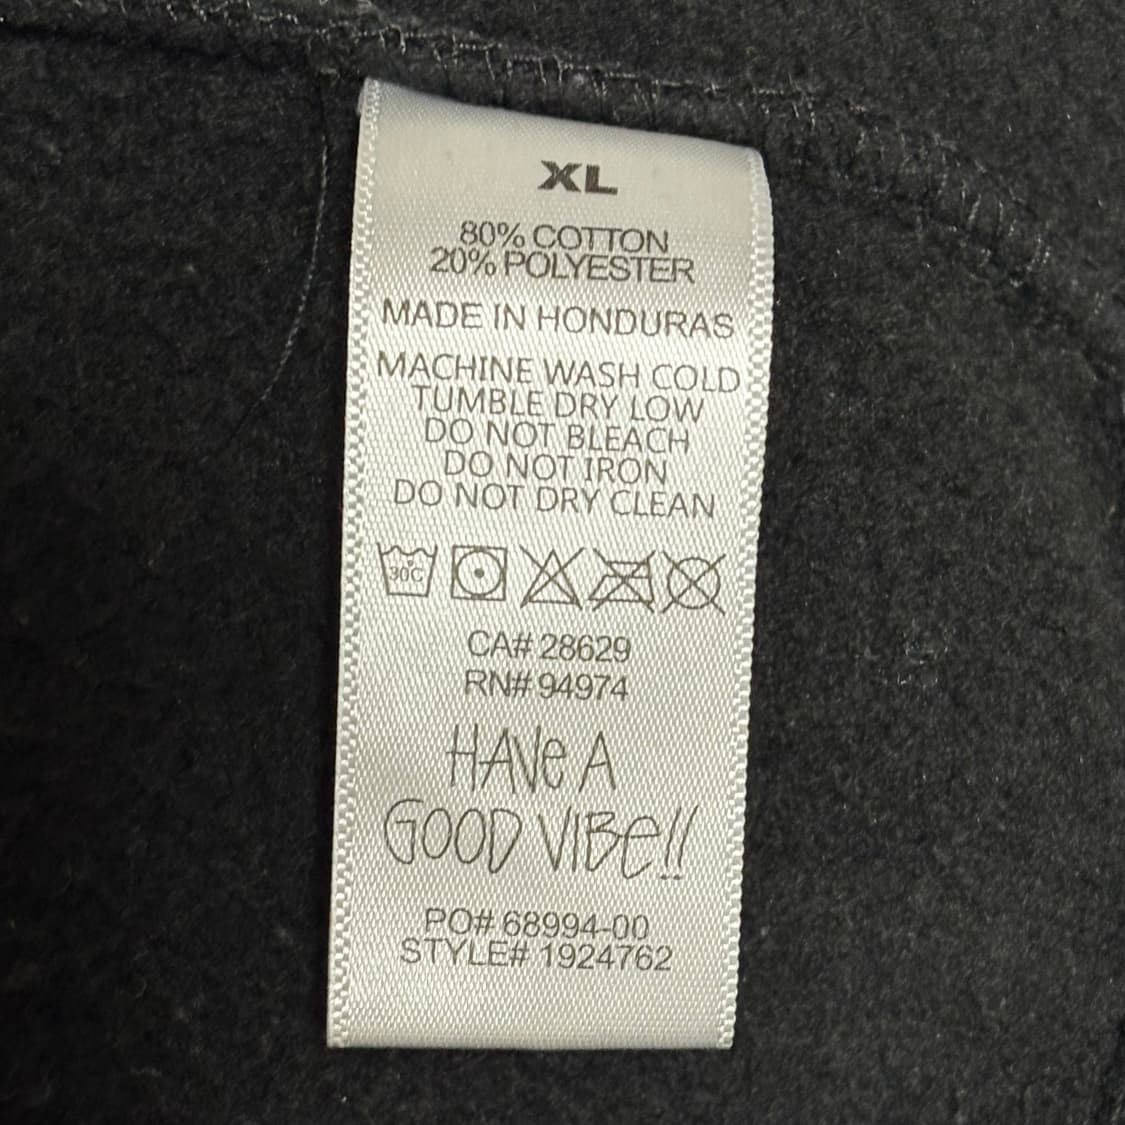 XL
80% COTTON
20% POLYESTER
MADE IN HONDURAS
MACHINE WASH COLD
TUMBLE DRY LOW
DO NOT BLEACH
DO NOT IRON
DO NOT DRY CLEAN
30C
CA# 28629
RN# 94974
HAVe A
GOOD VIBe!!
PO# 68994-00
STYLE# 1924762